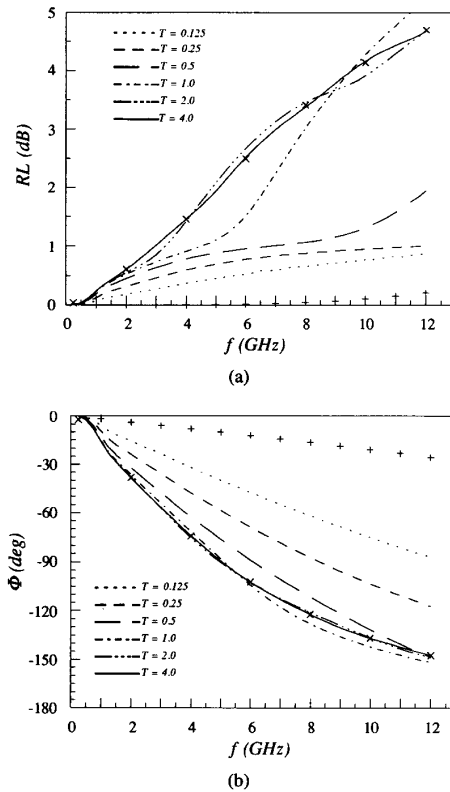 5
4
3
2
1
0
RL (dB)
T = 0.125
T = 0.25
T = 0.5
T = 1.0
T = 2.0
T = 4.0
0 2 4 6 8 10 12
f (GHz)
(a)
0
-30
-60
-90
-120
-150
-180
Φ (deg)
T = 0.125
T = 0.25
T = 0.5
T = 1.0
T = 2.0
T = 4.0
0 2 4 6 8 10 12
f (GHz)
(b)